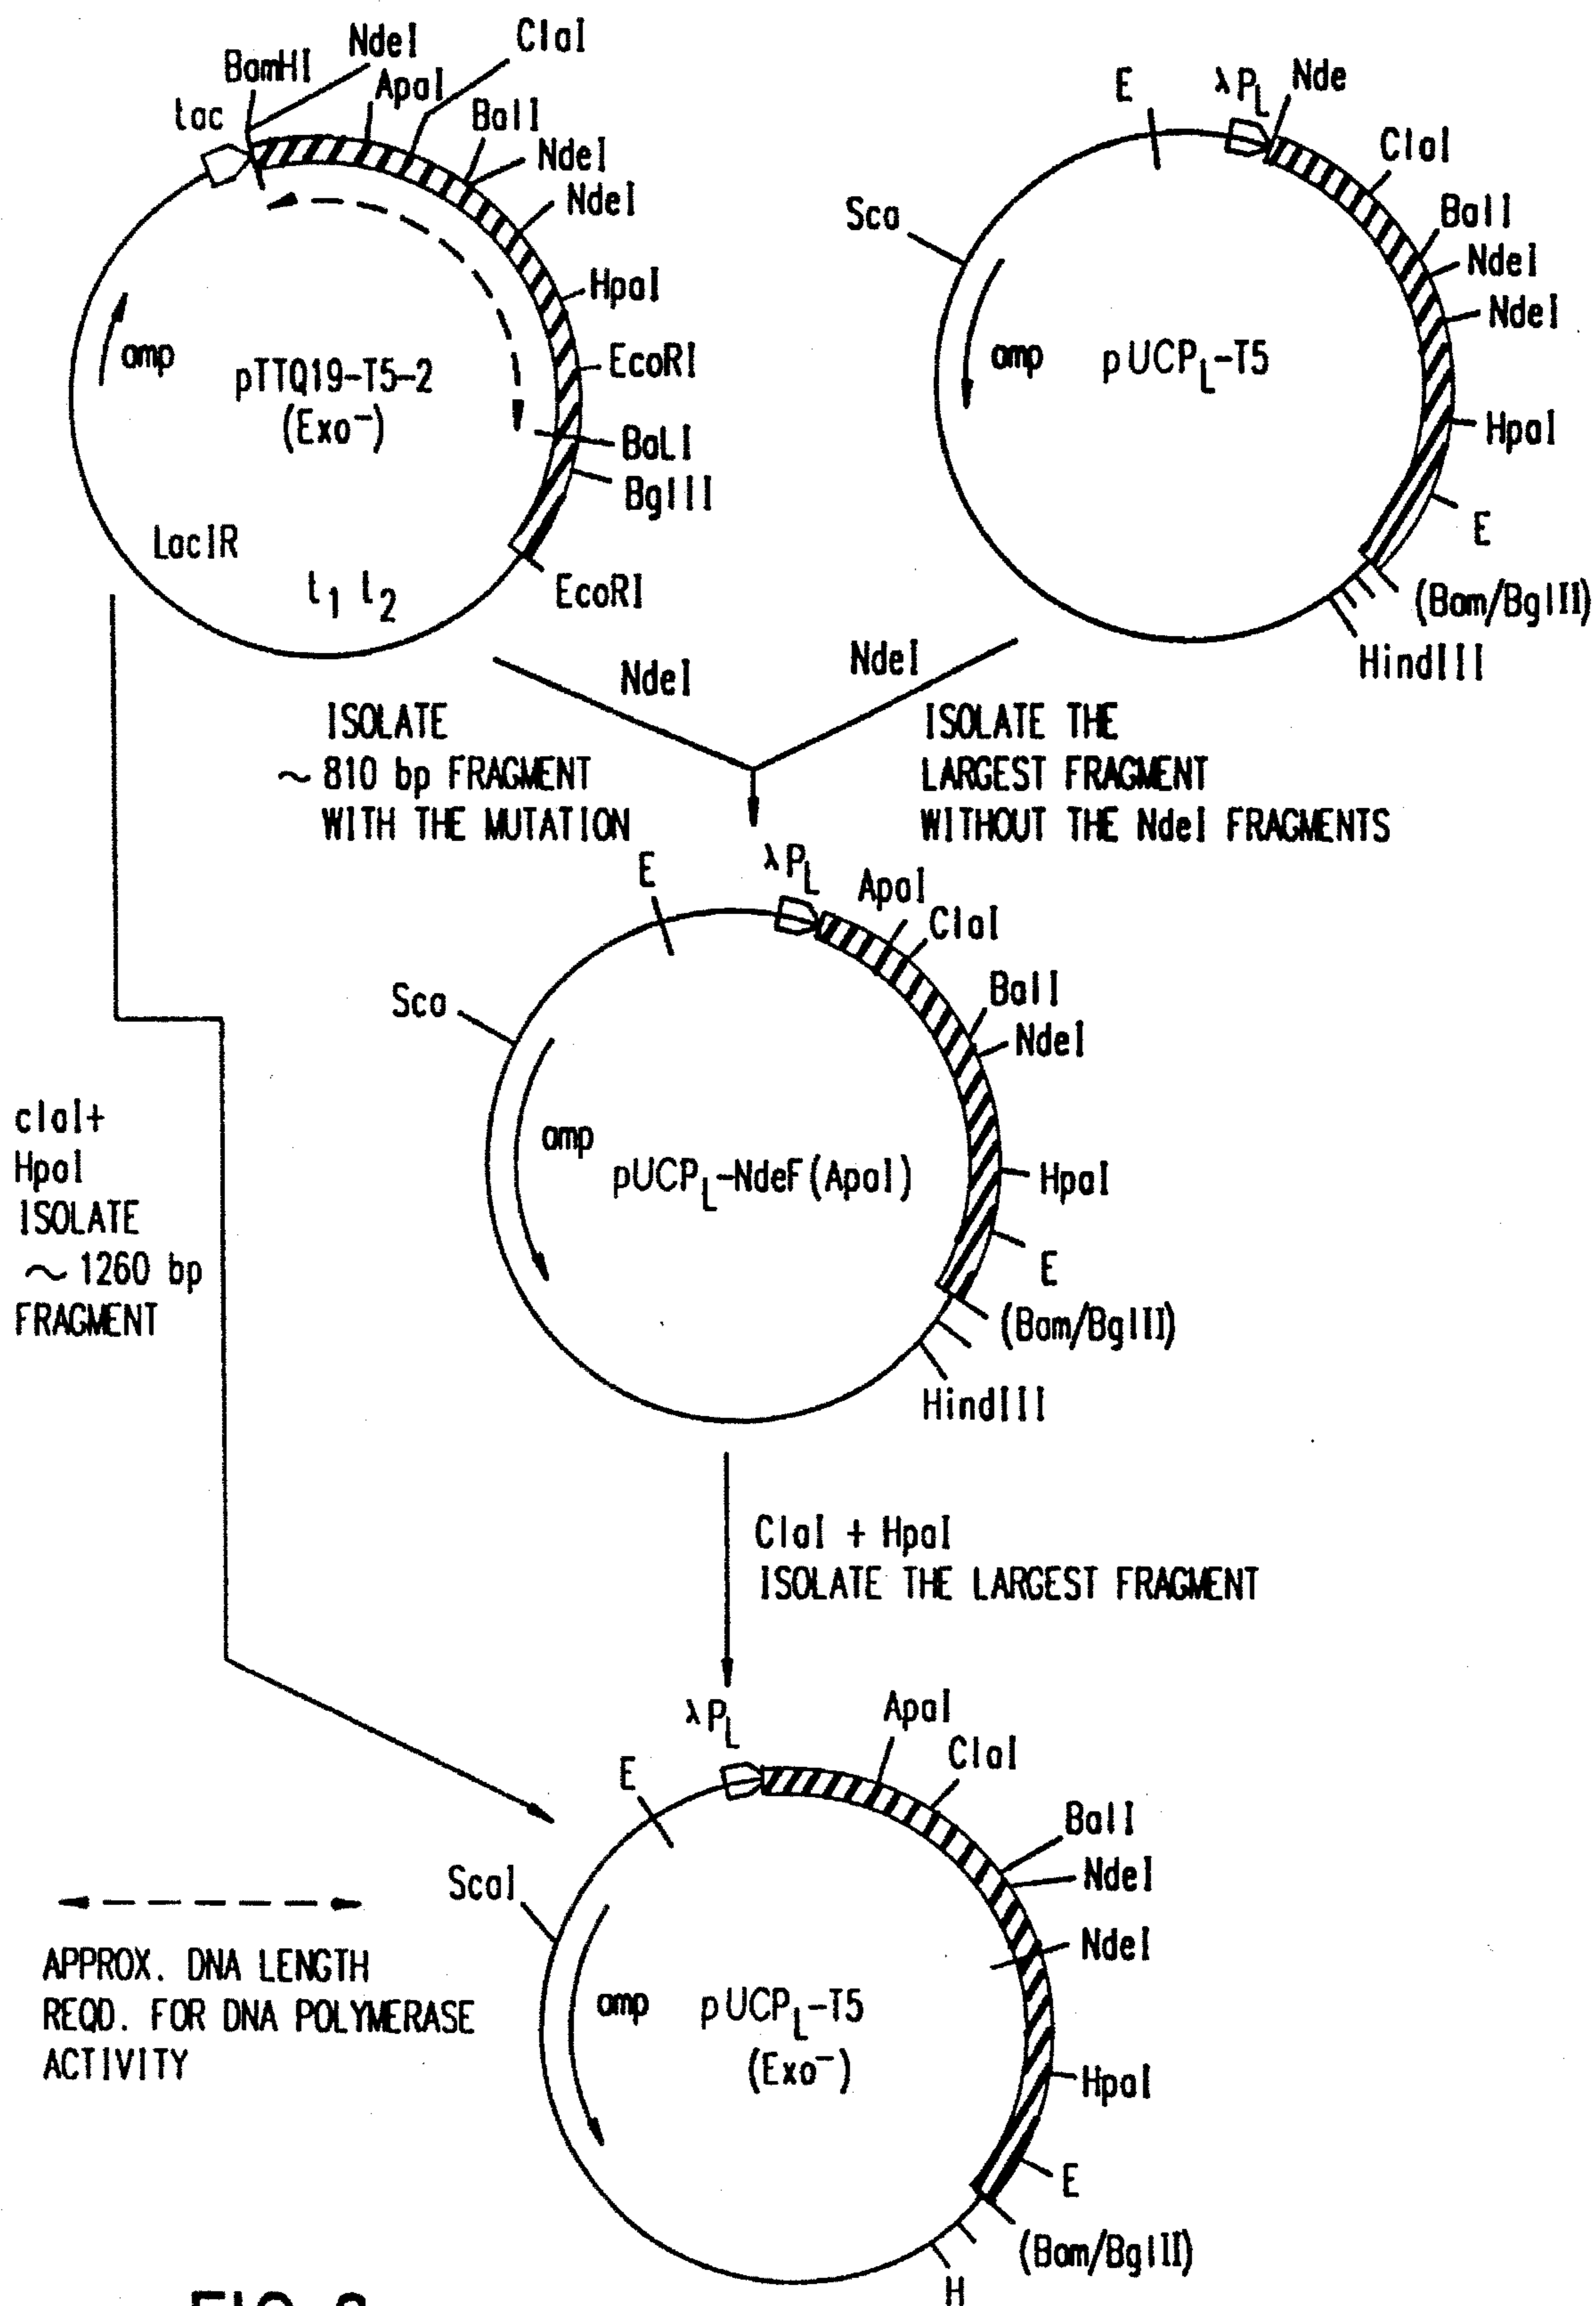 tac
BamHI
NdeI
ApaI
ClaI
BalI
NdeI
NdeI
HpaI
EcoRI
BaLI
BglII
EcoRI
amp
pTTQ19-T5-2
(Exo⁻)
LacIR
t₁ t₂
E
λPL
Nde
ClaI
BalI
NdeI
NdeI
HpaI
E
(Bam/BglII)
HindIII
Sca
amp
pUCPL-T5
NdeI
NdeI
ISOLATE
~ 810 bp FRAGMENT
WITH THE MUTATION
ISOLATE THE
LARGEST FRAGMENT
WITHOUT THE NdeI FRAGMENTS
E
λPL
ApaI
ClaI
BalI
NdeI
HpaI
E
(Bam/BglII)
HindIII
Sca
amp
pUCPL-NdeF(ApaI)
claI+
HpaI
ISOLATE
~ 1260 bp
FRAGMENT
ClaI + HpaI
ISOLATE THE LARGEST FRAGMENT
E
λPL
ApaI
ClaI
BalI
NdeI
NdeI
HpaI
E
(Bam/BglII)
H
ScaI
amp
pUCPL-T5
(Exo⁻)
APPROX. DNA LENGTH
REQD. FOR DNA POLYMERASE
ACTIVITY